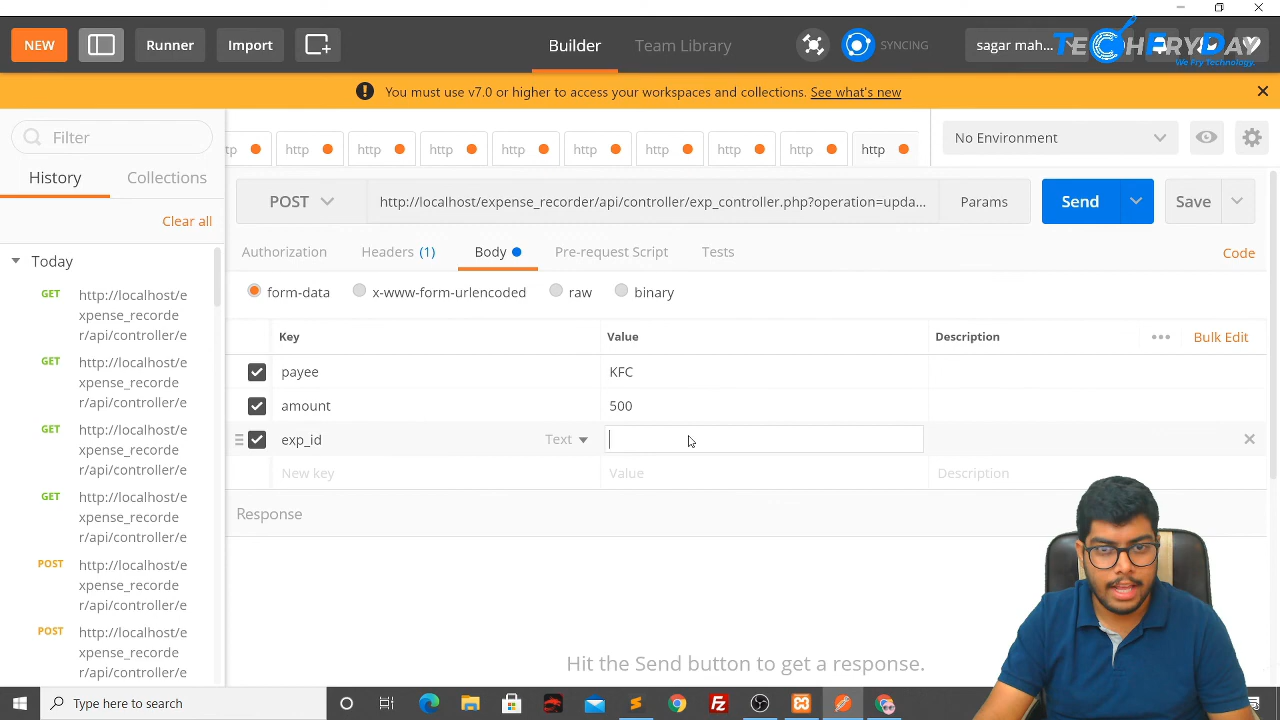 NEW
Runner
Import
Builder
Team Library
SYNCING
sagar mah...
TECHFRYDAY
We Fry Technology.
You must use v7.0 or higher to access your workspaces and collections. See what's new
Filter
tp
http
http
http
http
http
http
http
http
http
No Environment
History
Collections
Clear all
POST
http://localhost/expense_recorder/api/controller/exp_controller.php?operation=upda...
Params
Send
Save
Authorization
Headers (1)
Body
Pre-request Script
Tests
Code
Today
form-data
x-www-form-urlencoded
raw
binary
GET
http://localhost/e
xpense_recorde
r/api/controller/e
Key
Value
Description
Bulk Edit
GET
http://localhost/e
xpense_recorde
r/api/controller/e
payee
KFC
amount
500
GET
http://localhost/e
xpense_recorde
r/api/controller/e
exp_id
Text
New key
Value
Description
GET
http://localhost/e
xpense_recorde
r/api/controller/e
Response
POST
http://localhost/e
xpense_recorde
r/api/controller/e
POST
http://localhost/e
xpense_recorde
r/api/controller/e
Hit the Send button to get a response.
Type here to search